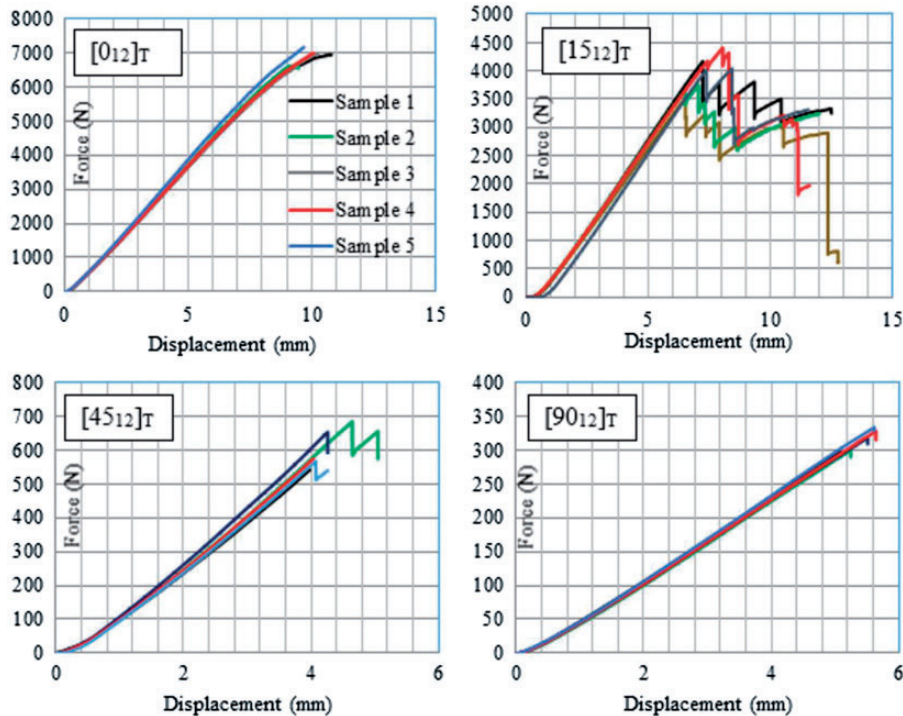 [0₁₂]T
8000
7000
6000
5000
4000
3000
2000
1000
0
Force (N)
Sample 1
Sample 2
Sample 3
Sample 4
Sample 5
0 5 10 15
Displacement (mm)
[15₁₂]T
5000
4500
4000
3500
3000
2500
2000
1500
1000
500
0
Force (N)
0 5 10 15
Displacement (mm)
[45₁₂]T
800
700
600
500
400
300
200
100
0
Force (N)
0 2 4 6
Displacement (mm)
[90₁₂]T
400
350
300
250
200
150
100
50
0
Force (N)
0 2 4 6
Displacement (mm)